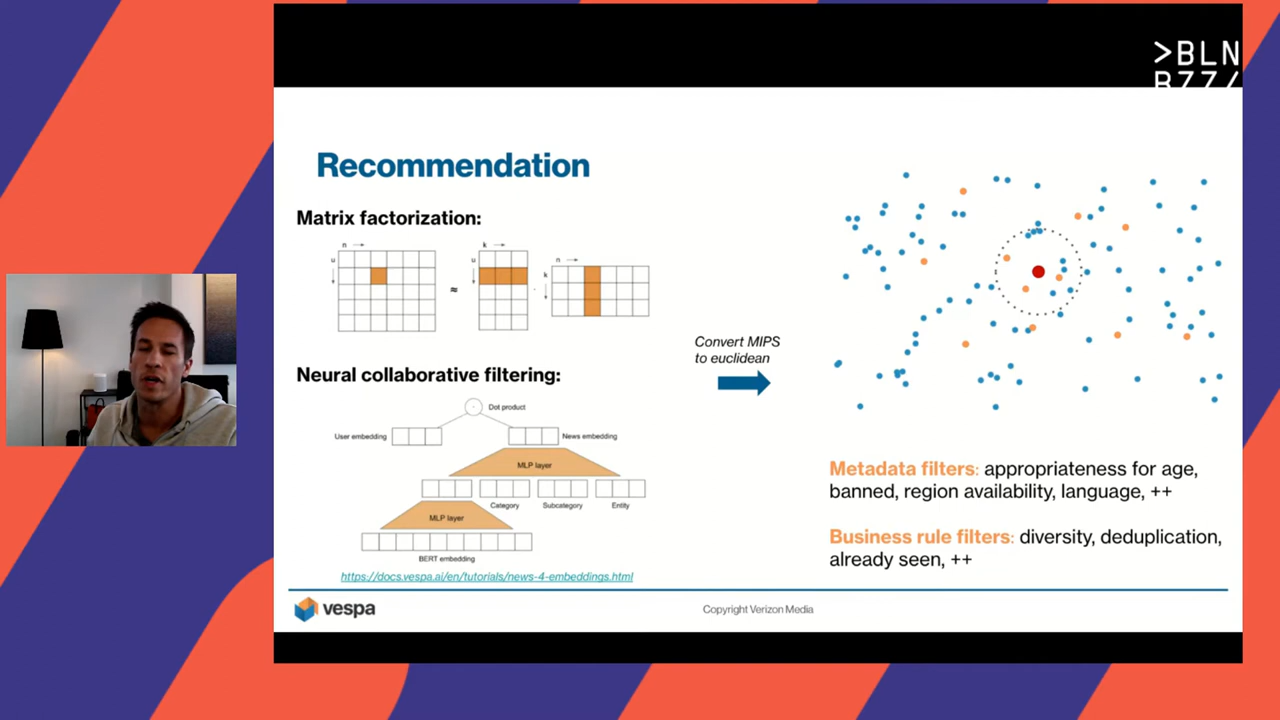 >BLN
BZZ/
Recommendation
Matrix factorization:
n
u
≈
k
u
.
n
k
Neural collaborative filtering:
Dot product
User embedding
News embedding
MLP layer
Category
Subcategory
Entity
MLP layer
BERT embedding
https://docs.vespa.ai/en/tutorials/news-4-embeddings.html
Convert MIPS
to euclidean
Metadata filters: appropriateness for age,
banned, region availability, language, ++
Business rule filters: diversity, deduplication,
already seen, ++
vespa
Copyright Verizon Media